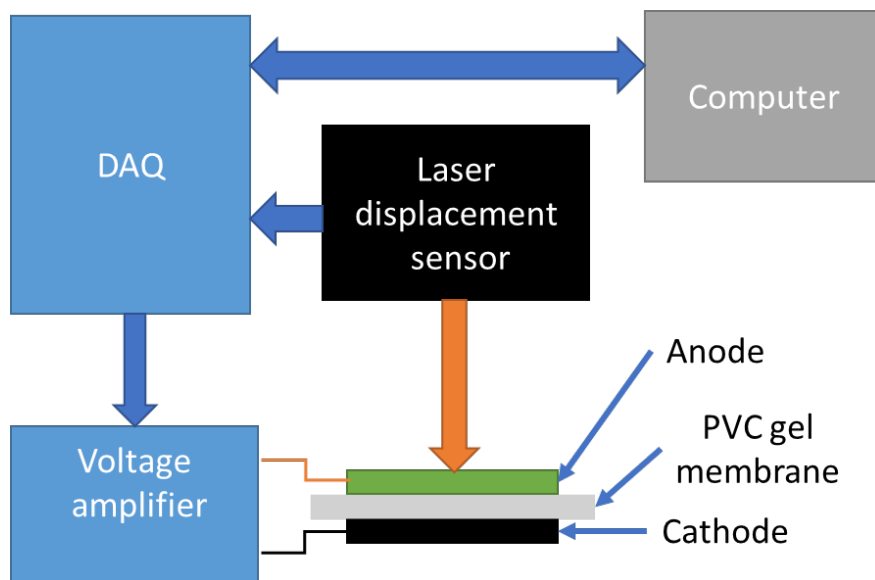 DAQ
Computer
Laser
displacement
sensor
Anode
PVC gel
membrane
Cathode
Voltage
amplifier